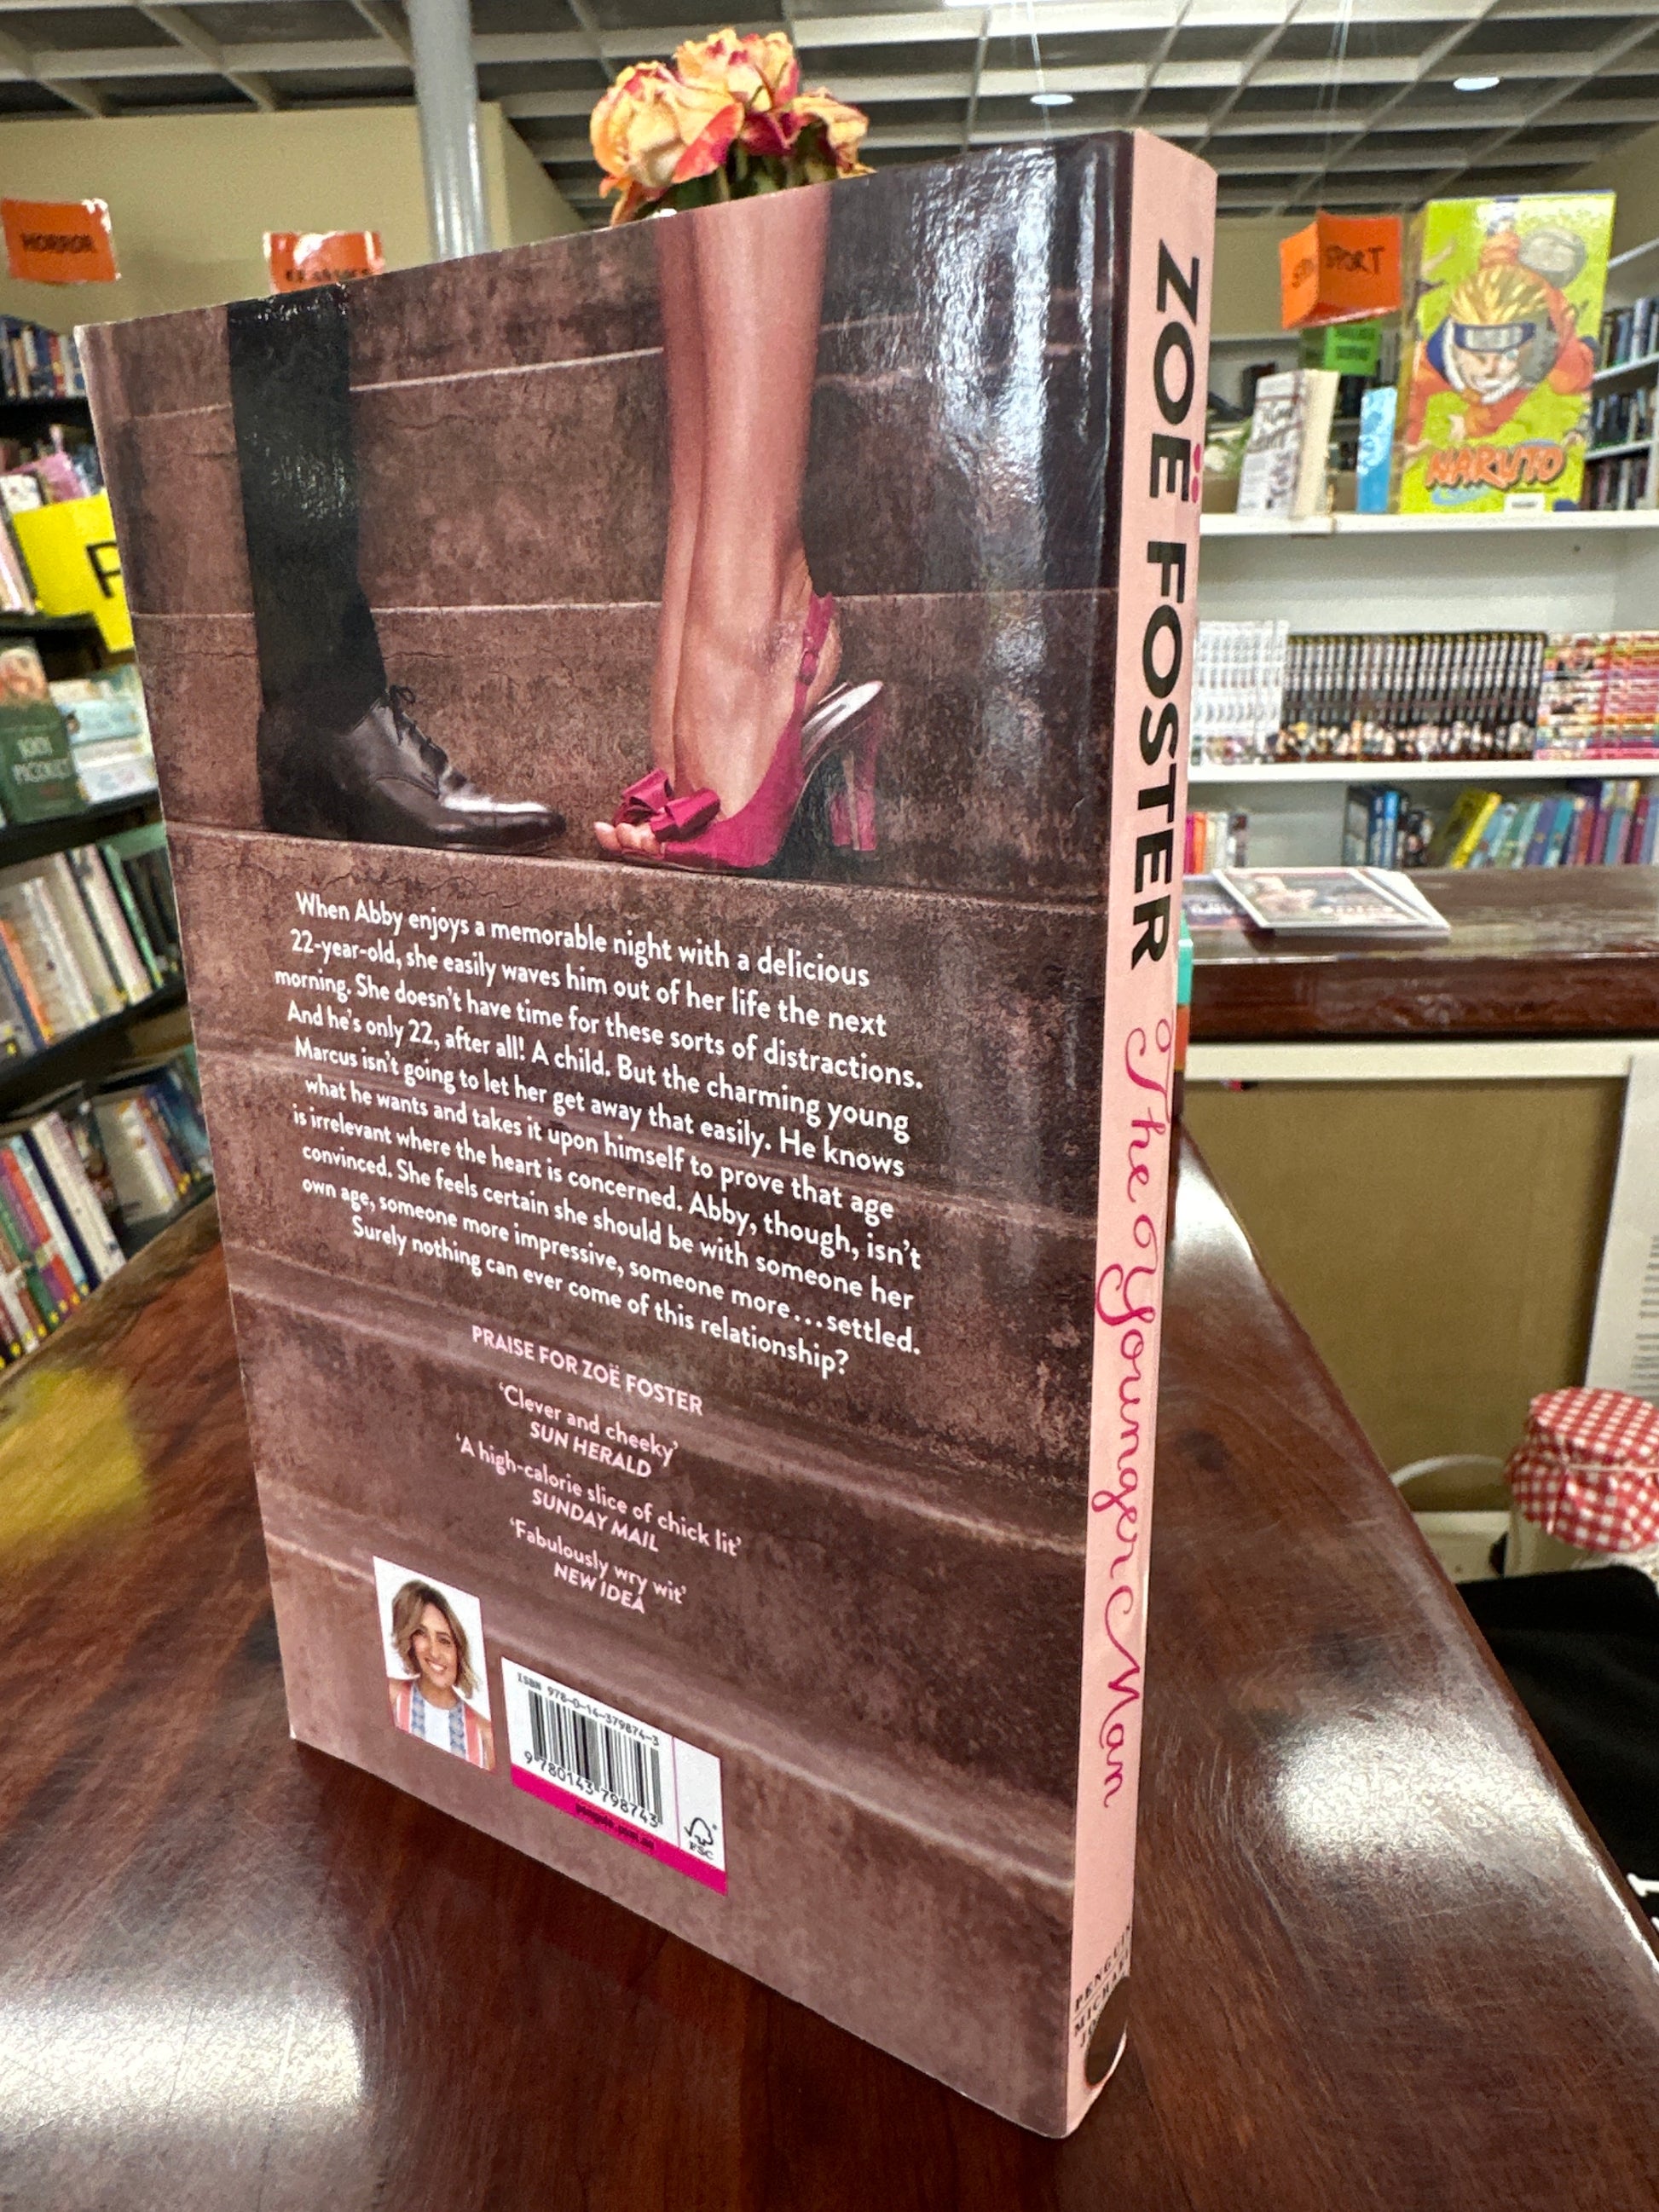 HORROR
CLASSICS
SPORT
NARUTO
ZOË FOSTER The Younger Man
When Abby enjoys a memorable night with a delicious
22-year-old, she easily waves him out of her life the next
morning. She doesn't have time for these sorts of distractions.
And he's only 22, after all! A child. But the charming young
Marcus isn't going to let her get away that easily. He knows
what he wants and takes it upon himself to prove that age
is irrelevant where the heart is concerned. Abby, though, isn't
convinced. She feels certain she should be with someone her
own age, someone more impressive, someone more...settled.
Surely nothing can ever come of this relationship?
PRAISE FOR ZOË FOSTER
'Clever and cheeky'
SUN HERALD
'A high-calorie slice of chick lit'
SUNDAY MAIL
'Fabulously wry wit'
NEW IDEA
ISBN 978-0-14-379874-3
9 780143 798743
FSC
penguin.com.au